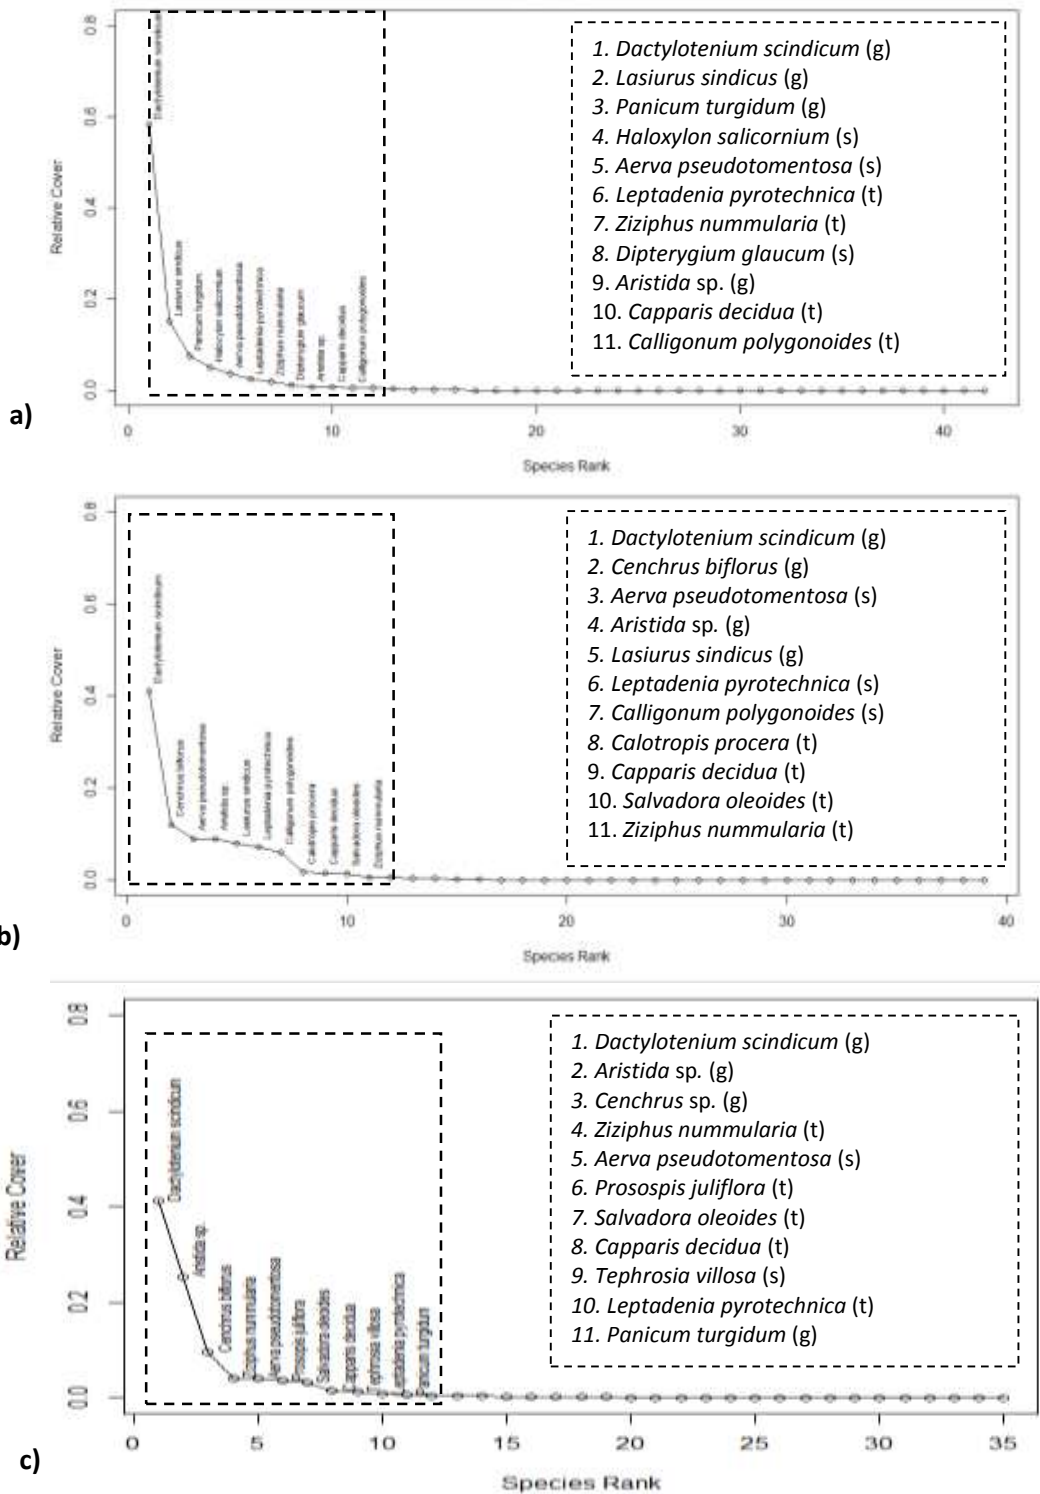 0.8
0.6
0.4
0.2
0.0
Relative Cover
Dactylotenium scindicum
Lasiurus sindicus
Panicum turgidum
Haloxylon salicornium
Aerva pseudotomentosa
Leptadenia pyrotechnica
Ziziphus nummularia
Dipterygium glaucum
Aristida sp.
Capparis decidua
Calligonum polygonoides
1. Dactylotenium scindicum (g)
2. Lasiurus sindicus (g)
3. Panicum turgidum (g)
4. Haloxylon salicornium (s)
5. Aerva pseudotomentosa (s)
6. Leptadenia pyrotechnica (t)
7. Ziziphus nummularia (t)
8. Dipterygium glaucum (s)
9. Aristida sp. (g)
10. Capparis decidua (t)
11. Calligonum polygonoides (t)
a)
0 10 20 30 40
Species Rank
0.8
0.6
0.4
0.2
0.0
Relative Cover
Dactylotenium scindicum
Cenchrus biflorus
Aerva pseudotomentosa
Aristida sp.
Lasiurus sindicus
Leptadenia pyrotechnica
Calligonum polygonoides
Calotropis procera
Capparis decidua
Salvadora oleoides
Ziziphus nummularia
1. Dactylotenium scindicum (g)
2. Cenchrus biflorus (g)
3. Aerva pseudotomentosa (s)
4. Aristida sp. (g)
5. Lasiurus sindicus (g)
6. Leptadenia pyrotechnica (s)
7. Calligonum polygonoides (s)
8. Calotropis procera (t)
9. Capparis decidua (t)
10. Salvadora oleoides (t)
11. Ziziphus nummularia (t)
b)
0 10 20 30 40
Species Rank
0.8
0.6
0.4
0.2
0.0
Relative Cover
Dactylotenium scindicum
Aristida sp.
Cenchrus biflorus
Ziziphus nummularia
Aerva pseudotomentosa
Prosopis juliflora
Salvadora oleoides
Capparis decidua
Tephrosia villosa
Leptadenia pyrotechnica
Panicum turgidum
1. Dactylotenium scindicum (g)
2. Aristida sp. (g)
3. Cenchrus sp. (g)
4. Ziziphus nummularia (t)
5. Aerva pseudotomentosa (s)
6. Prosospis juliflora (t)
7. Salvadora oleoides (t)
8. Capparis decidua (t)
9. Tephrosia villosa (s)
10. Leptadenia pyrotechnica (t)
11. Panicum turgidum (g)
c)
0 5 10 15 20 25 30 35
Species Rank